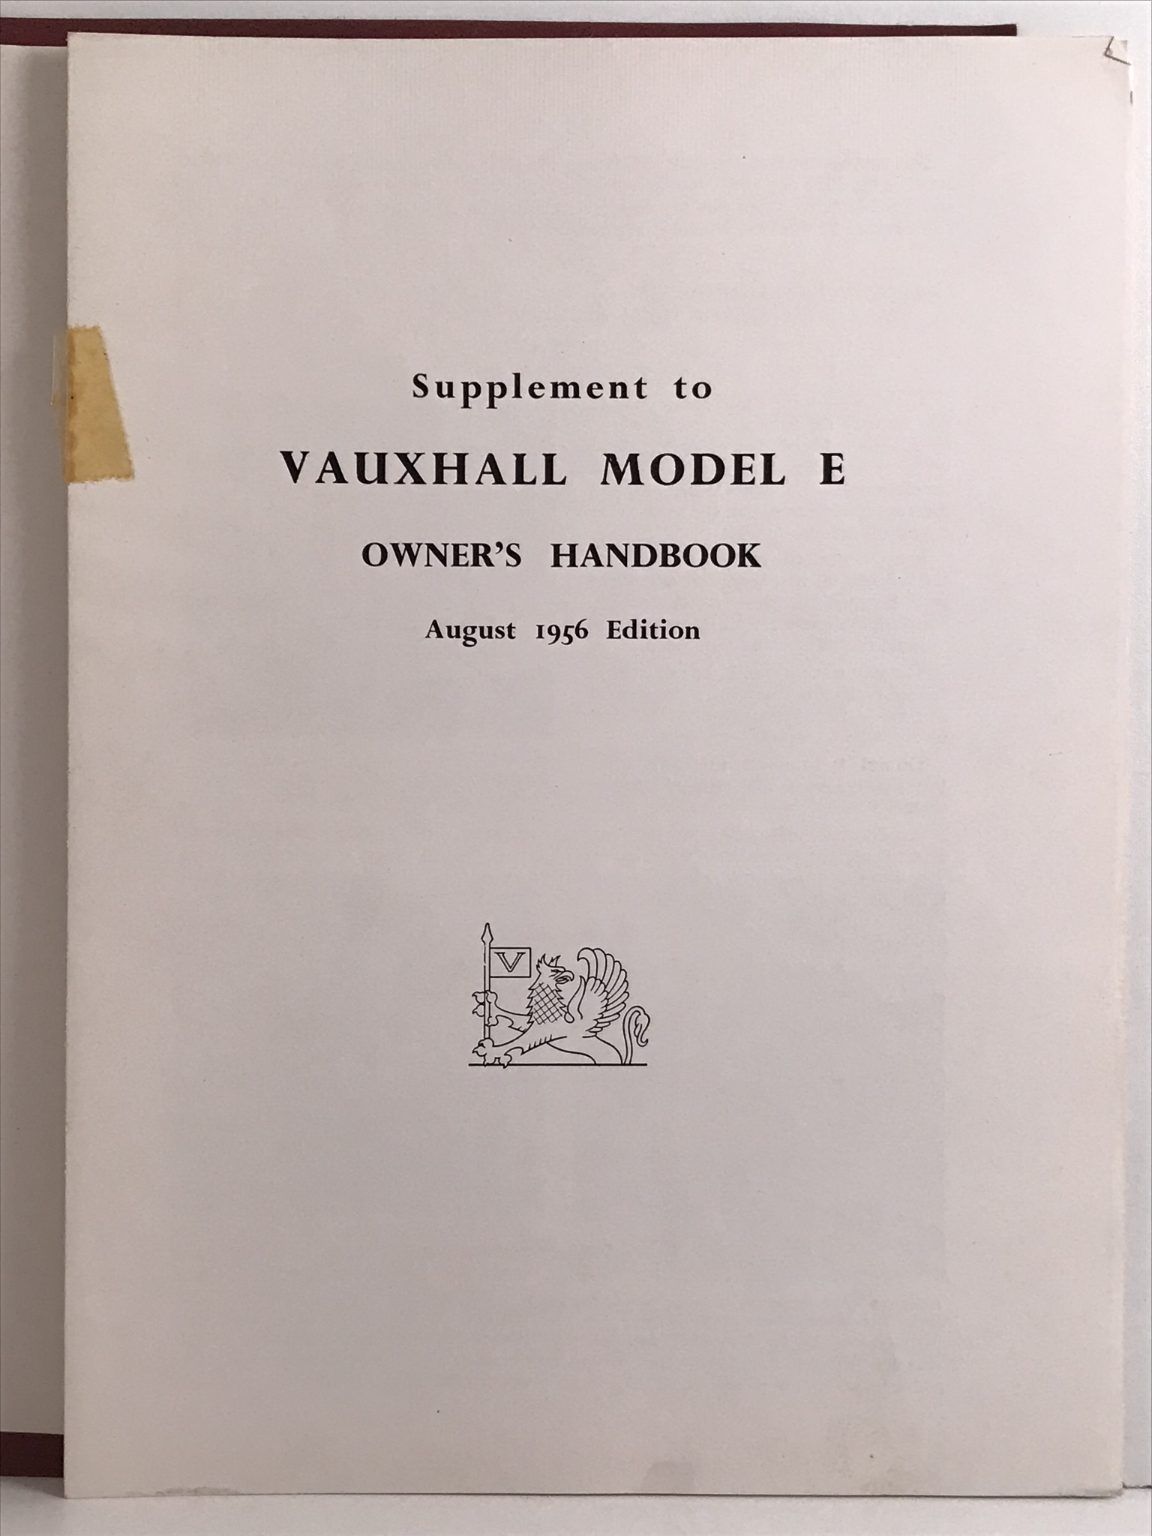 Supplement to
VAUXHALL MODEL E
OWNER'S HANDBOOK
August 1956 Edition
V